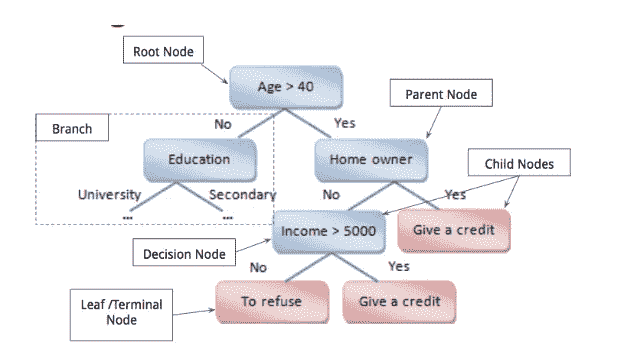 Root Node
Age > 40
Parent Node
No
Yes
Branch
Education
Home owner
Child Nodes
University
Secondary
No
Yes
...
...
Income > 5000
Give a credit
Decision Node
No
Yes
Leaf /Terminal
Node
To refuse
Give a credit